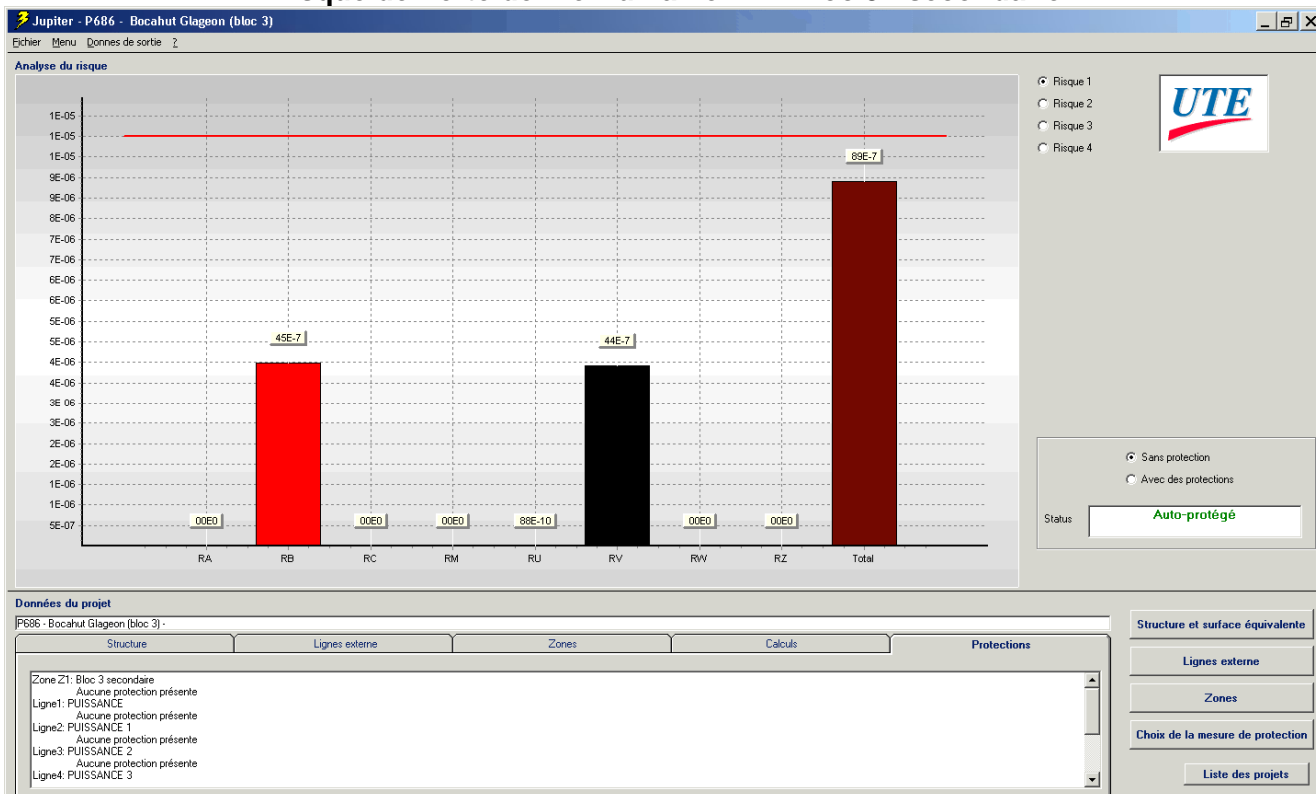 Jupiter - P686 - Bocahut Glageon (bloc 3)
Fichier Menu Donnes de sortie ?
Analyse du risque
1E-05
1E-05
1E-05
9E-06
9E-06
8E-06
7E-06
7E-06
6E-06
6E-06
5E-06
5E-06
4E-06
4E-06
3E-06
3E-06
2E-06
2E-06
1E-06
1E-06
5E-07
00E0
45E-7
00E0
00E0
88E-10
44E-7
00E0
00E0
89E-7
RA RB RC RM RU RV RW RZ Total
Risque 1
Risque 2
Risque 3
Risque 4
UTE
Sans protection
Avec des protections
Status Auto-protégé
Données du projet
P686 - Bocahut Glageon (bloc 3) -
Structure Lignes externe Zones Calculs Protections
Zone Z1: Bloc 3 secondaire
Aucune protection présente
Ligne1: PUISSANCE
Aucune protection présente
Ligne2: PUISSANCE 1
Aucune protection présente
Ligne3: PUISSANCE 2
Aucune protection présente
Ligne4: PUISSANCE 3
Structure et surface équivalente
Lignes externe
Zones
Choix de la mesure de protection
Liste des projets